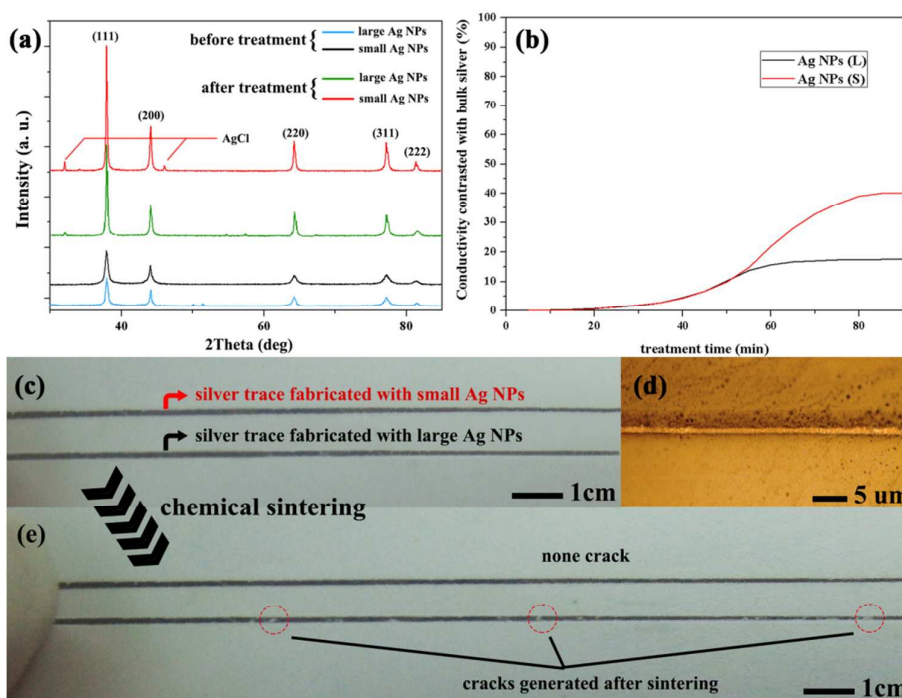 (a)
(111)
before treatment {
large Ag NPs
small Ag NPs
after treatment {
large Ag NPs
small Ag NPs
(200)
(220)
(311)
(222)
AgCl
Intensity (a. u.)
40
60
80
2Theta (deg)
(b)
Conductivity contrasted with bulk silver (%)
100
90
80
70
60
50
40
30
20
10
0
Ag NPs (L)
Ag NPs (S)
0
20
40
60
80
treatment time (min)
(c)
silver trace fabricated with small Ag NPs
silver trace fabricated with large Ag NPs
1cm
(d)
5 um
chemical sintering
(e)
none crack
cracks generated after sintering
1cm